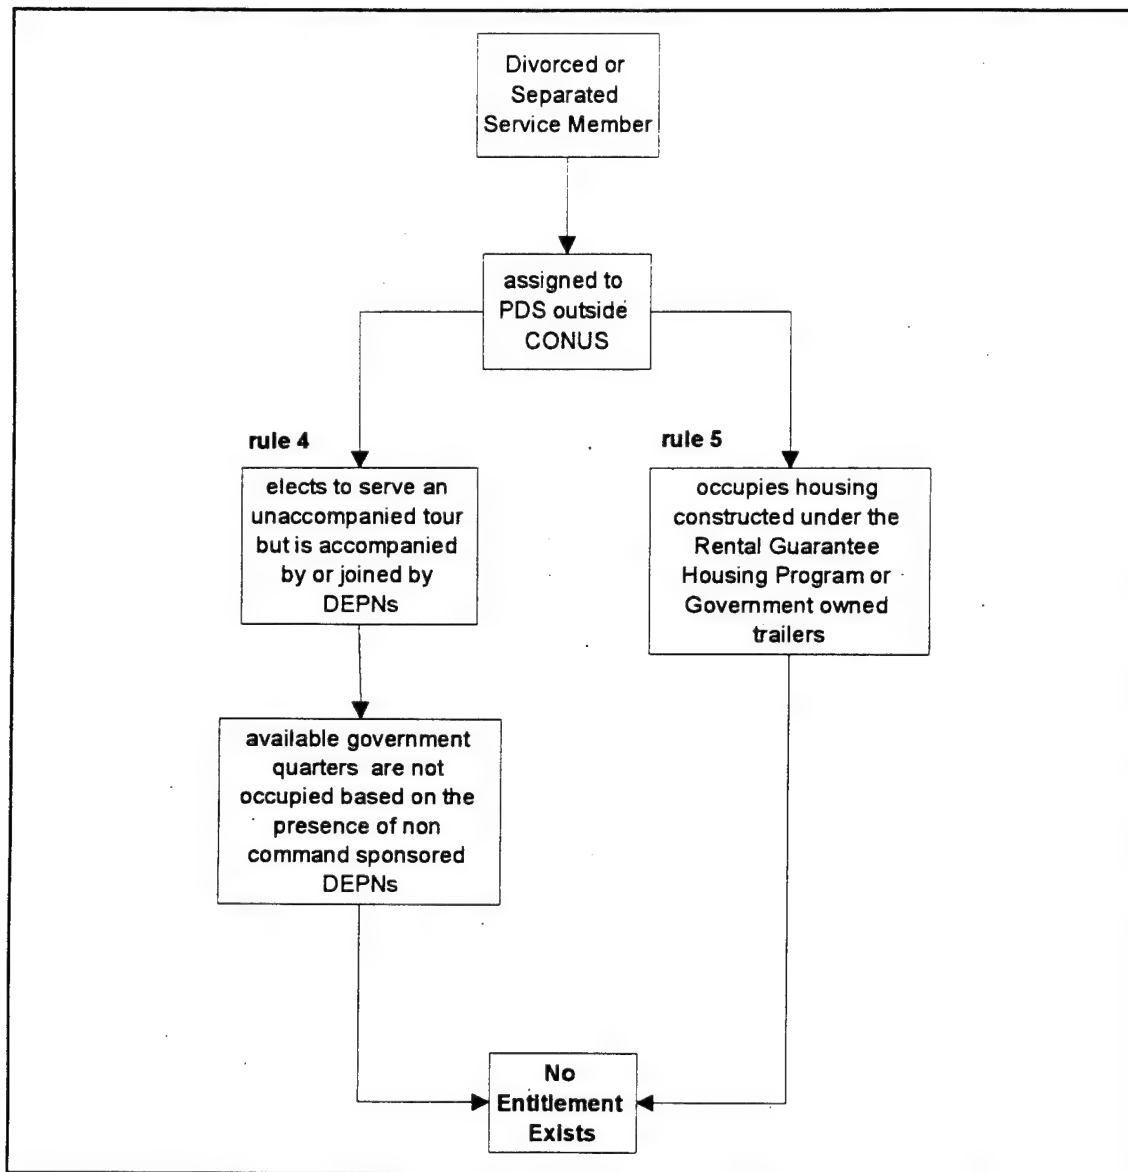 Divorced or
Separated
Service Member
assigned to
PDS outside
CONUS
rule 4
elects to serve an
unaccompanied tour
but is accompanied
by or joined by
DEPNs
available government
quarters are not
occupied based on the
presence of non
command sponsored
DEPNs
rule 5
occupies housing
constructed under the
Rental Guarantee
Housing Program or
Government owned
trailers
No
Entitlement
Exists